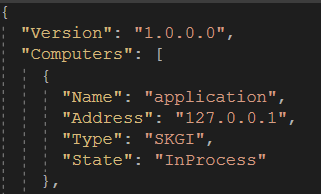 {
"Version": "1.0.0.0",
"Computers": [
{
"Name": "application",
"Address": "127.0.0.1",
"Type": "SKGI",
"State": "InProcess"
},